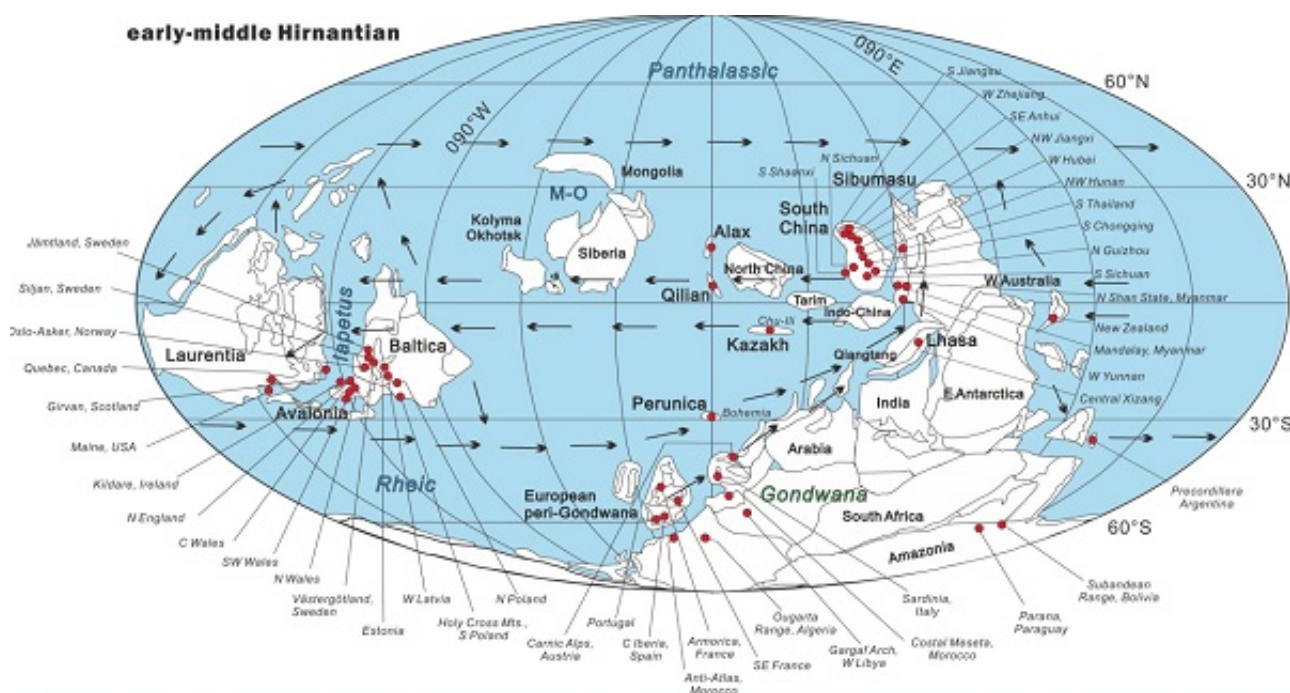 early-middle Hirnantian
Panthalassic
090°E
090°W
60°N
S Jiangsu
W Zhejiang
SE Anhui
NW Jiangxi
W Hubei
NW Hunan
S Thailand
S Chongqing
N Guizhou
S Sichuan
N Shan State, Myanmar
New Zealand
Mandalay, Myanmar
W Yunnan
Central Xizang
30°N
30°S
60°S
N Sichuan
S Shaanxi
Sibumasu
South
China
Mongolia
M-O
Kolyma
Okhotsk
Siberia
Alax
North China
Qilian
Tarim
Indo-China
Chu-Ili
Kazakh
Qiangtang
Lhasa
W.Australia
E.Antarctica
India
Arabia
Perunica
Bohemia
Gondwana
South Africa
Amazonia
European
peri-Gondwana
Rheic
Iapetus
Baltica
Laurentia
Avalonia
Jämtland, Sweden
Siljan, Sweden
Oslo-Asker, Norway
Quebec, Canada
Girvan, Scotland
Maine, USA
Kildare, Ireland
N England
C Wales
SW Wales
N Wales
Västergötland,
Sweden
Estonia
W Latvia
Holy Cross Mts.,
S Poland
N Poland
Carnic Alps,
Austria
Portugal
C Iberia,
Spain
Anti-Atlas,
Morocco
Armorica,
France
SE France
Ougarta
Range, Algeria
Gargaf Arch,
W Libya
Costal Meseta,
Morocco
Sardinia,
Italy
Parana,
Paraguay
Subandean
Range, Bolivia
Precordillera
Argentina